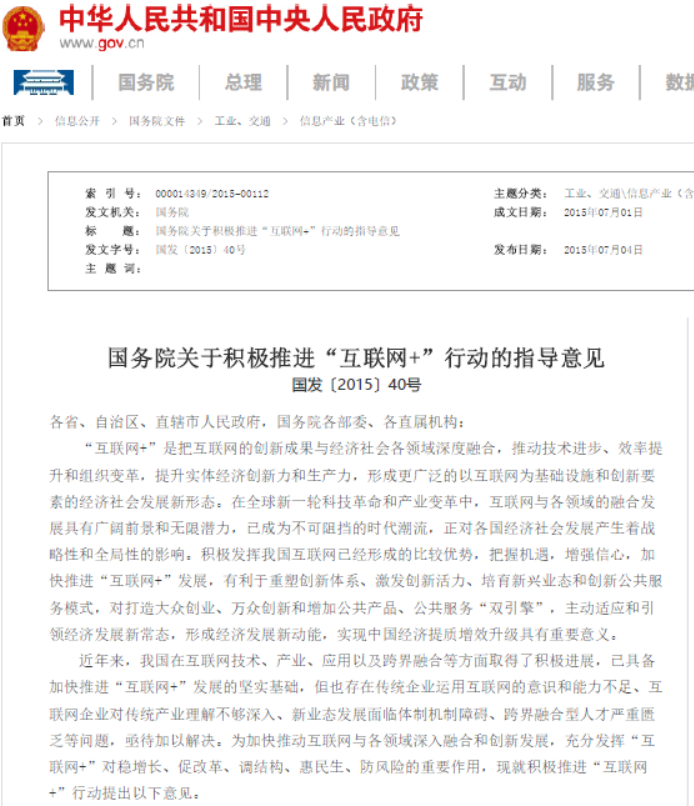 中华人民共和国中央人民政府
www.gov.cn
国务院 总理 新闻 政策 互动 服务
首页 > 信息公开 > 国务院文件 > 工业、交通 > 信息产业（含电信）
索 引 号： 000014349/2015-00112 主题分类： 工业、交通\信息产业（含
发文机关： 国务院 成文日期： 2015年07月01日
标 题： 国务院关于积极推进“互联网+”行动的指导意见
发文字号： 国发〔2015〕40号 发布日期： 2015年07月04日
主 题 词：
国务院关于积极推进“互联网+”行动的指导意见
国发〔2015〕40号
各省、自治区、直辖市人民政府，国务院各部委、各直属机构：
“互联网+”是把互联网的创新成果与经济社会各领域深度融合，推动技术进步、效率提
升和组织变革，提升实体经济创新力和生产力，形成更广泛的以互联网为基础设施和创新要
素的经济社会发展新形态。在全球新一轮科技革命和产业变革中，互联网与各领域的融合发
展具有广阔前景和无限潜力，已成为不可阻挡的时代潮流，正对各国经济社会发展产生着战
略性和全局性的影响。积极发挥我国互联网已经形成的比较优势，把握机遇，增强信心，加
快推进“互联网+”发展，有利于重塑创新体系、激发创新活力、培育新兴业态和创新公共服
务模式，对打造大众创业、万众创新和增加公共产品、公共服务“双引擎”，主动适应和引
领经济发展新常态，形成经济发展新动能，实现中国经济提质增效升级具有重要意义。
近年来，我国在互联网技术、产业、应用以及跨界融合等方面取得了积极进展，已具备
加快推进“互联网+”发展的坚实基础，但也存在传统企业运用互联网的意识和能力不足、互
联网企业对传统产业理解不够深入、新业态发展面临体制机制障碍、跨界融合型人才严重匮
乏等问题，亟待加以解决。为加快推动互联网与各领域深入融合和创新发展，充分发挥“互
联网+”对稳增长、促改革、调结构、惠民生、防风险的重要作用，现就积极推进“互联网
+”行动提出以下意见。